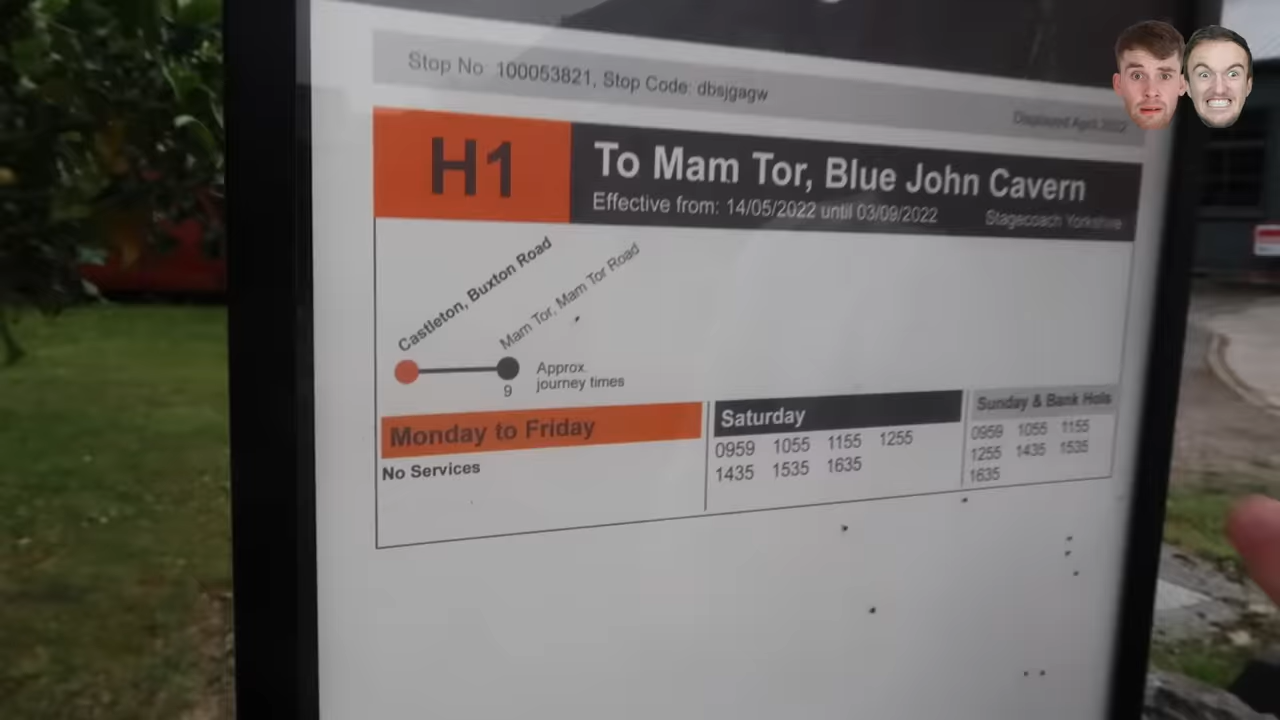 Stop No 100053821, Stop Code: dbsjgagw
Displayed April 2022
H1
To Mam Tor, Blue John Cavern
Effective from: 14/05/2022 until 03/09/2022
Stagecoach Yorkshire
Castleton, Buxton Road
Mam Tor, Mam Tor Road
9
Approx.
journey times
Monday to Friday
No Services
Saturday
0959 1055 1155 1255
1435 1535 1635
Sunday & Bank Hols
0959 1055 1155
1255 1435 1535
1635